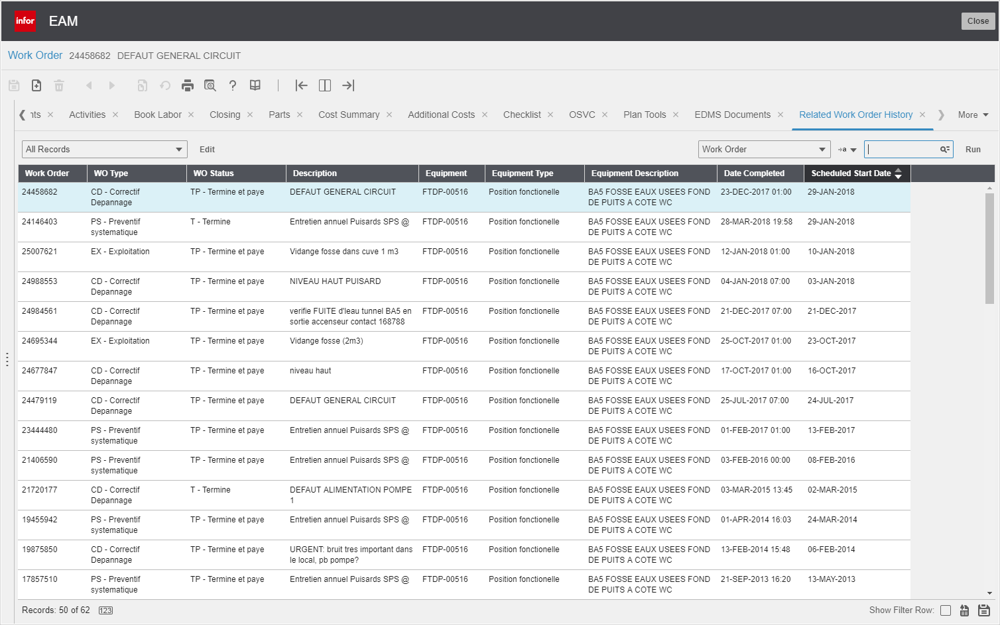 infor EAM Close
Work Order 24458682 DEFAUT GENERAL CIRCUIT
nts Activities Book Labor Closing Parts Cost Summary Additional Costs Checklist OSVC Plan Tools EDMS Documents Related Work Order History More
All Records Edit Work Order Run
Work Order WO Type WO Status Description Equipment Equipment Type Equipment Description Date Completed Scheduled Start Date
24458682 CD - Correctif TP - Termine et paye DEFAUT GENERAL CIRCUIT FTDP-00516 Position fonctionelle BA5 FOSSE EAUX USEES FOND 23-DEC-2017 01:00 29-JAN-2018
Depannage DE PUITS A COTE WC
24146403 PS - Preventif T - Termine Entretien annuel Puisards SPS @ FTDP-00516 Position fonctionelle BA5 FOSSE EAUX USEES FOND 28-MAR-2018 19:58 29-JAN-2018
systematique DE PUITS A COTE WC
25007621 EX - Exploitation TP - Termine et paye Vidange fosse dans cuve 1 m3 FTDP-00516 Position fonctionelle BA5 FOSSE EAUX USEES FOND 12-JAN-2018 01:00 10-JAN-2018
DE PUITS A COTE WC
24988553 CD - Correctif TP - Termine et paye NIVEAU HAUT PUISARD FTDP-00516 Position fonctionelle BA5 FOSSE EAUX USEES FOND 04-JAN-2018 07:00 03-JAN-2018
Depannage DE PUITS A COTE WC
24984561 CD - Correctif TP - Termine et paye verifie FUITE d'leau tunnel BA5 en FTDP-00516 Position fonctionelle BA5 FOSSE EAUX USEES FOND 21-DEC-2017 07:00 21-DEC-2017
Depannage sortie accenseur contact 168788 DE PUITS A COTE WC
24695344 EX - Exploitation TP - Termine et paye Vidange fosse (2m3) FTDP-00516 Position fonctionelle BA5 FOSSE EAUX USEES FOND 25-OCT-2017 01:00 23-OCT-2017
DE PUITS A COTE WC
24677847 CD - Correctif TP - Termine et paye niveau haut FTDP-00516 Position fonctionelle BA5 FOSSE EAUX USEES FOND 17-OCT-2017 01:00 16-OCT-2017
Depannage DE PUITS A COTE WC
24479119 CD - Correctif TP - Termine et paye DEFAUT GENERAL CIRCUIT FTDP-00516 Position fonctionelle BA5 FOSSE EAUX USEES FOND 25-JUL-2017 07:00 24-JUL-2017
Depannage DE PUITS A COTE WC
23444480 PS - Preventif TP - Termine et paye Entretien annuel Puisards SPS @ FTDP-00516 Position fonctionelle BA5 FOSSE EAUX USEES FOND 01-FEB-2017 01:00 13-FEB-2017
systematique DE PUITS A COTE WC
21406590 PS - Preventif TP - Termine et paye Entretien annuel Puisards SPS @ FTDP-00516 Position fonctionelle BA5 FOSSE EAUX USEES FOND 03-FEB-2016 00:00 08-FEB-2016
systematique DE PUITS A COTE WC
21720177 CD - Correctif T - Termine DEFAUT ALIMENTATION POMPE FTDP-00516 Position fonctionelle BA5 FOSSE EAUX USEES FOND 03-MAR-2015 13:45 02-MAR-2015
Depannage 1 DE PUITS A COTE WC
19455942 PS - Preventif TP - Termine et paye Entretien annuel Puisards SPS @ FTDP-00516 Position fonctionelle BA5 FOSSE EAUX USEES FOND 01-APR-2014 16:03 24-MAR-2014
systematique DE PUITS A COTE WC
19875850 CD - Correctif TP - Termine et paye URGENT: bruit tres important dans FTDP-00516 Position fonctionelle BA5 FOSSE EAUX USEES FOND 13-FEB-2014 15:48 06-FEB-2014
Depannage le local, pb pompe? DE PUITS A COTE WC
17857510 PS - Preventif TP - Termine et paye Entretien annuel Puisards SPS @ FTDP-00516 Position fonctionelle BA5 FOSSE EAUX USEES FOND 21-SEP-2013 16:20 13-MAY-2013
systematique DE PUITS A COTE WC
Records: 50 of 62 123 Show Filter Row: